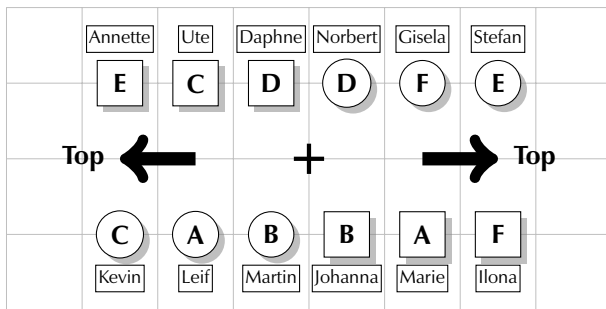 Annette Ute Daphne Norbert Gisela Stefan
E C D D F E
Top Top
C A B B A F
Kevin Leif Martin Johanna Marie Ilona